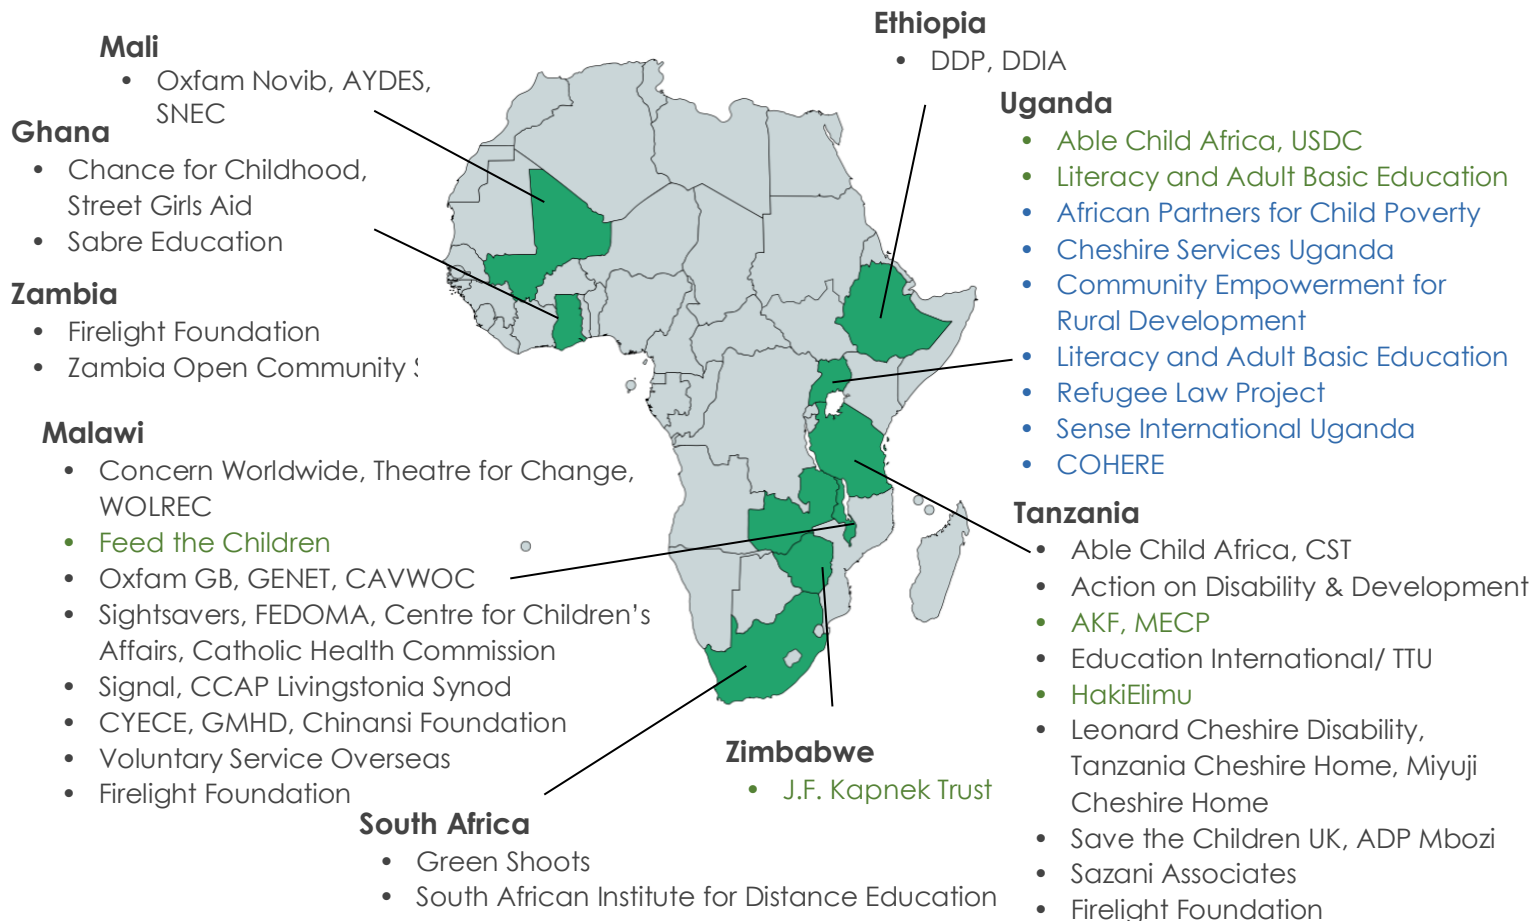 Mali
• Oxfam Novib, AYDES,
SNEC
Ghana
• Chance for Childhood,
Street Girls Aid
• Sabre Education
Zambia
• Firelight Foundation
• Zambia Open Community
Malawi
• Concern Worldwide, Theatre for Change,
WOLREC
• Feed the Children
• Oxfam GB, GENET, CAVWOC
• Sightsavers, FEDOMA, Centre for Children’s
Affairs, Catholic Health Commission
• Signal, CCAP Livingstonia Synod
• CYECE, GMHD, Chinansi Foundation
• Voluntary Service Overseas
• Firelight Foundation
South Africa
• Green Shoots
• South African Institute for Distance Education
Zimbabwe
• J.F. Kapnek Trust
Ethiopia
• DDP, DDIA
Uganda
• Able Child Africa, USDC
• Literacy and Adult Basic Education
• African Partners for Child Poverty
• Cheshire Services Uganda
• Community Empowerment for
Rural Development
• Literacy and Adult Basic Education
• Refugee Law Project
• Sense International Uganda
• COHERE
Tanzania
• Able Child Africa, CST
• Action on Disability & Development
• AKF, MECP
• Education International/ TTU
• HakiElimu
• Leonard Cheshire Disability,
Tanzania Cheshire Home, Miyuji
Cheshire Home
• Save the Children UK, ADP Mbozi
• Sazani Associates
• Firelight Foundation